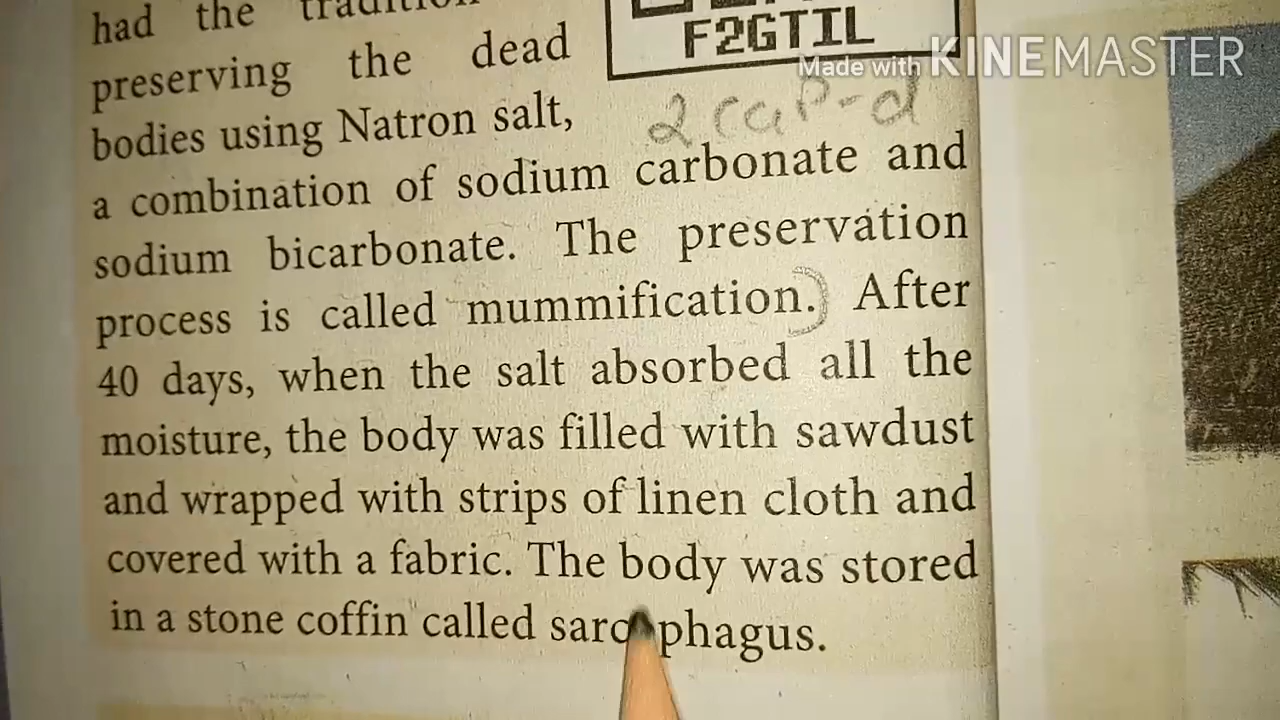 had the tradition
F2GTIL
Made with KINEMASTER
preserving the dead
bodies using Natron salt,
a combination of sodium carbonate and
sodium bicarbonate. The preservation
process is called mummification. After
40 days, when the salt absorbed all the
moisture, the body was filled with sawdust
and wrapped with strips of linen cloth and
covered with a fabric. The body was stored
in a stone coffin called sarcophagus.